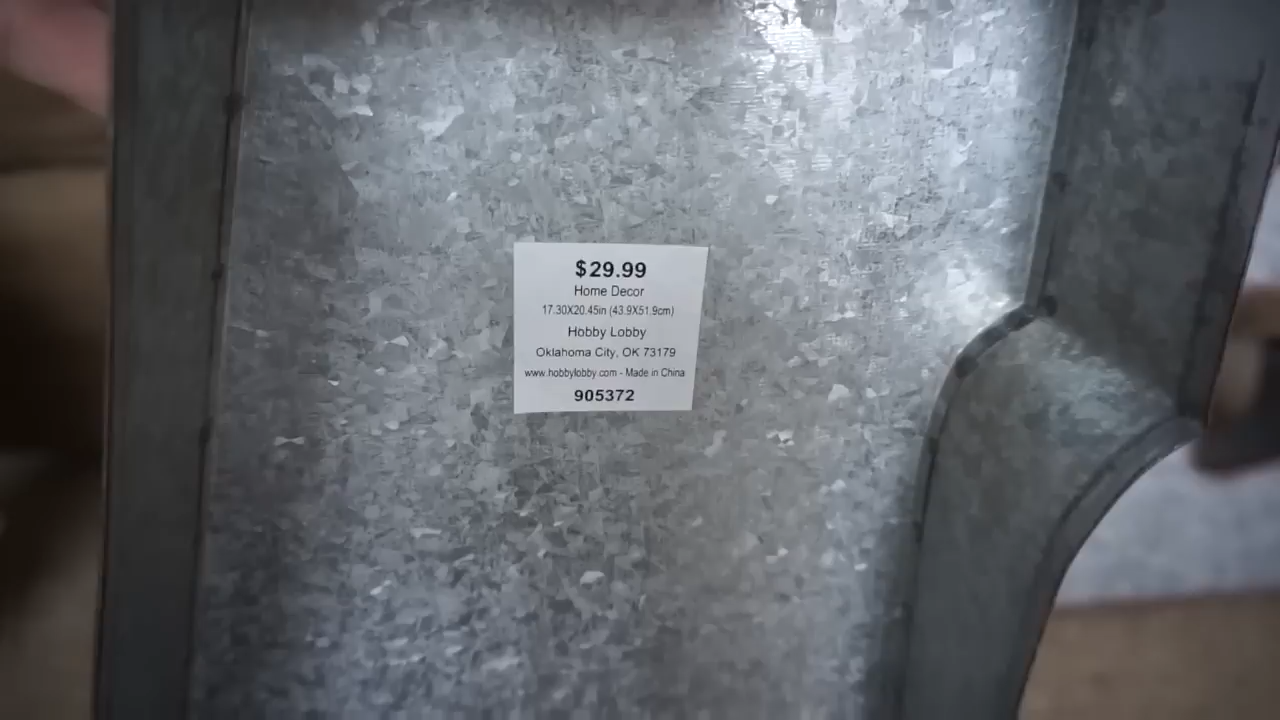 $29.99
Home Decor
17.30X20.45in (43.9X51.9cm)
Hobby Lobby
Oklahoma City, OK 73179
www.hobbylobby.com - Made in China
905372